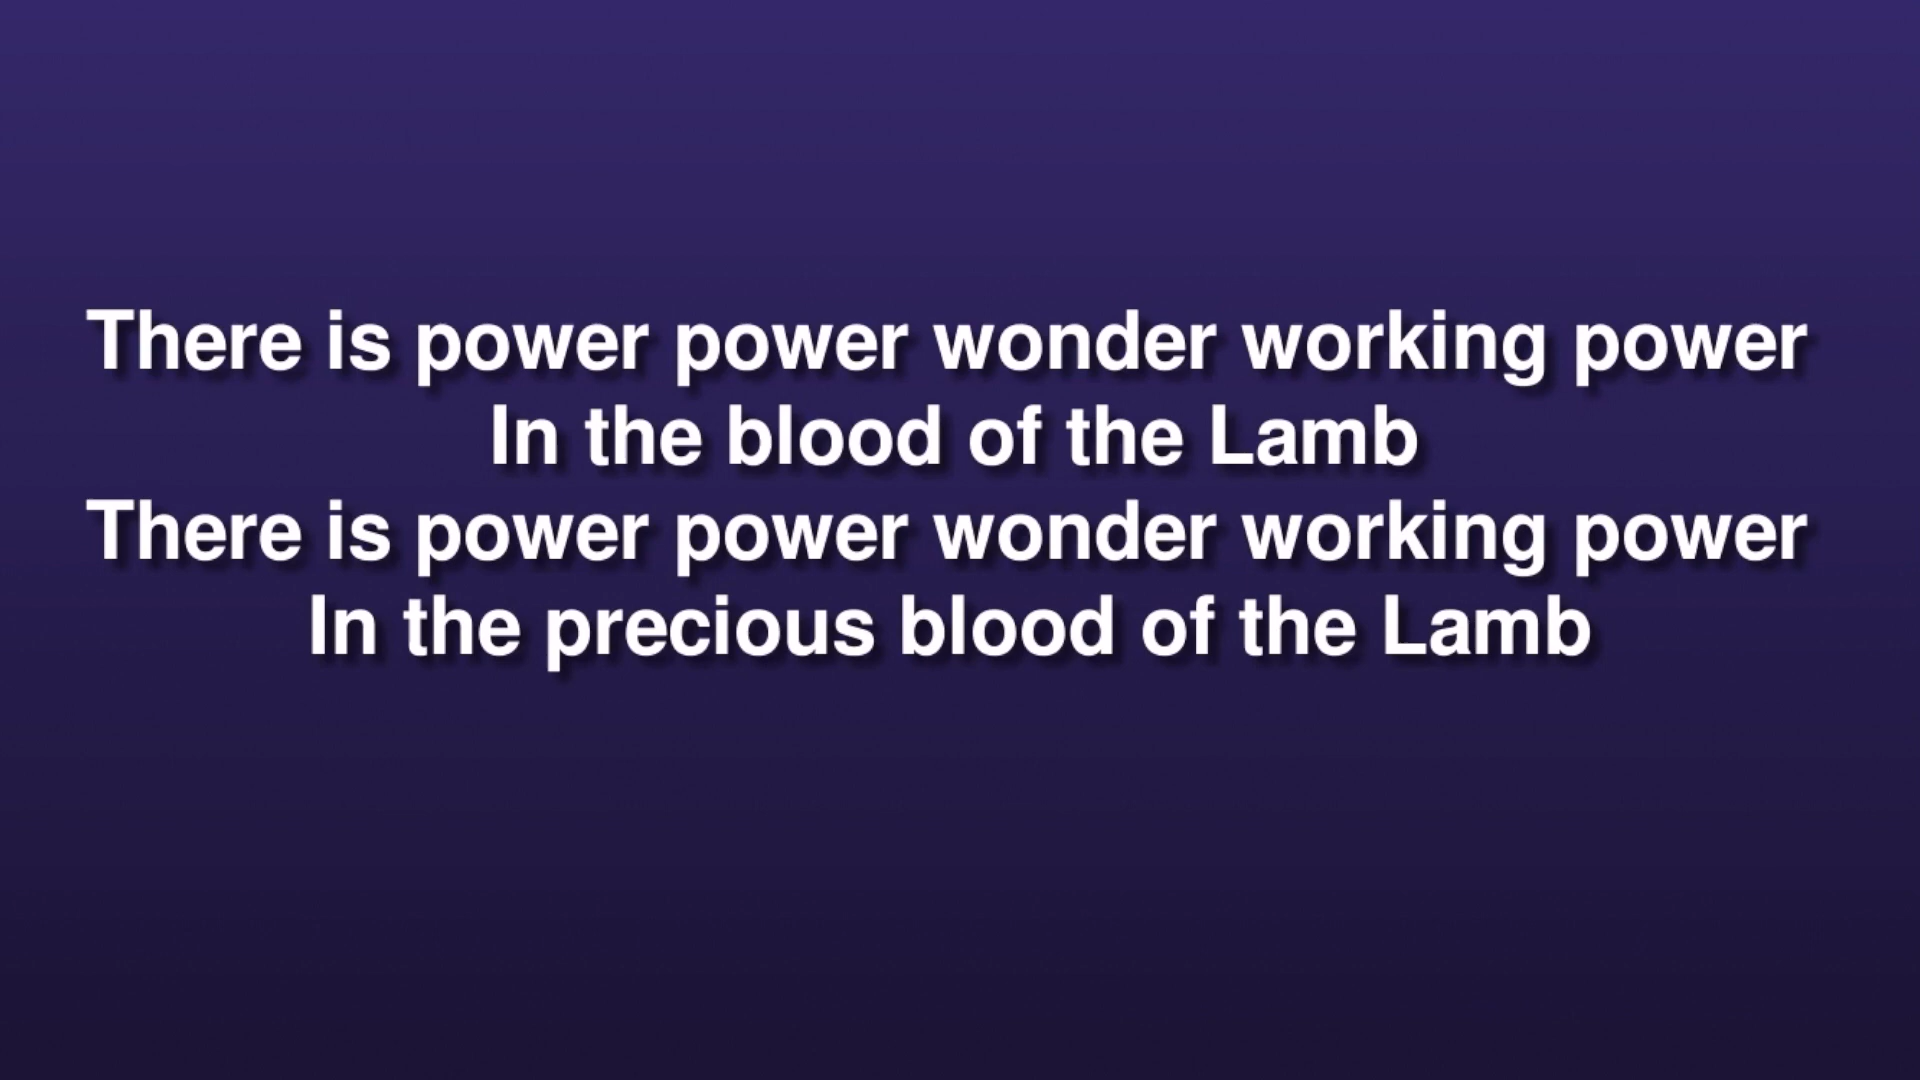 There is power power wonder working power
In the blood of the Lamb
There is power power wonder working power
In the precious blood of the Lamb